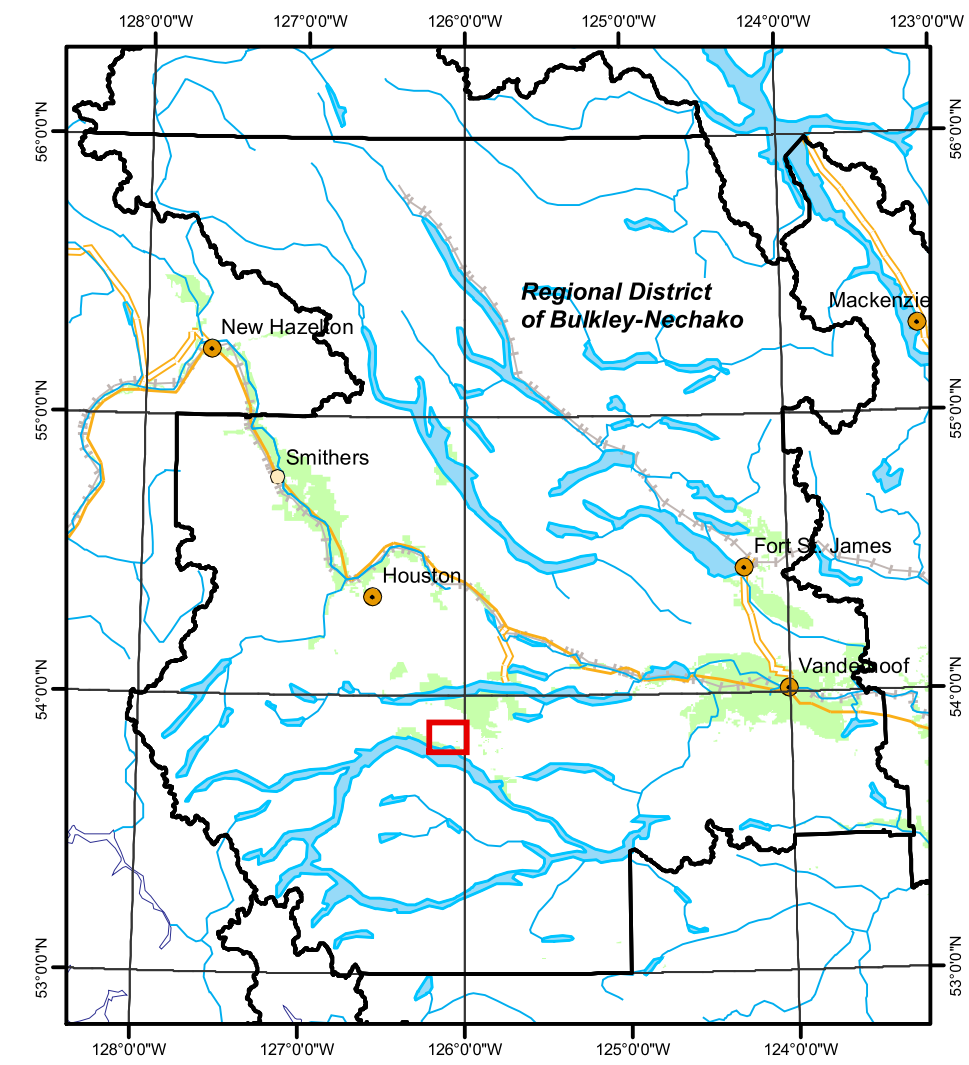 128°0'0"W 127°0'0"W 126°0'0"W 125°0'0"W 124°0'0"W 123°0'0"W
56°0'0"N
56°0'0"N
Regional District
of Bulkley-Nechako
Mackenzie
New Hazelton
55°0'0"N
55°0'0"N
Smithers
Fort St. James
Houston
Vanderhoof
54°0'0"N
54°0'0"N
53°0'0"N
53°0'0"N
128°0'0"W 127°0'0"W 126°0'0"W 125°0'0"W 124°0'0"W